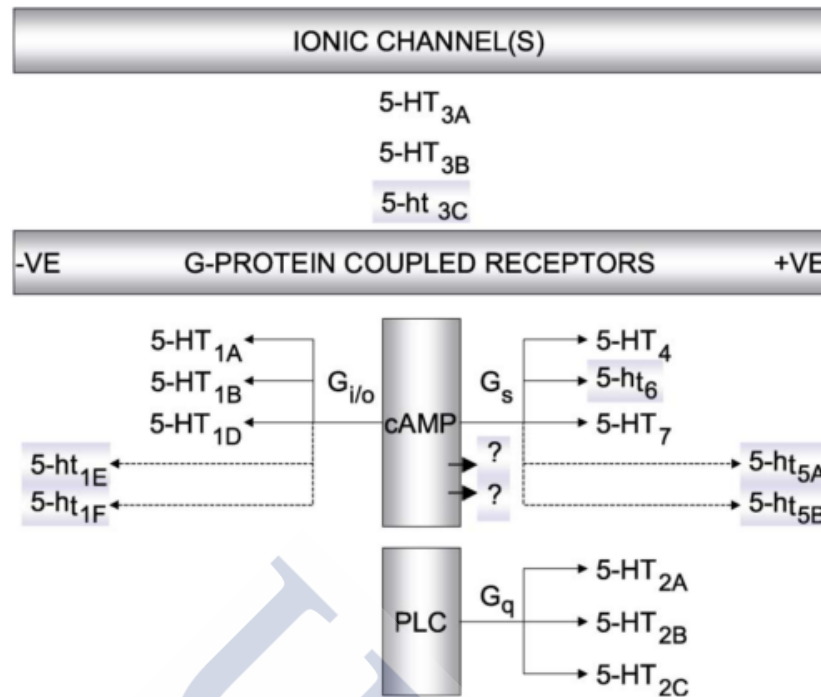 IONIC CHANNEL(S)
5-HT3A
5-HT3B
5-ht 3C
-VE G-PROTEIN COUPLED RECEPTORS +VE
5-HT1A 5-HT4
5-HT1B Gi/o Gs 5-ht6
5-HT1D cAMP 5-HT7
5-ht1E ? 5-ht5A
5-ht1F ? 5-ht5B
5-HT2A
PLC Gq 5-HT2B
5-HT2C